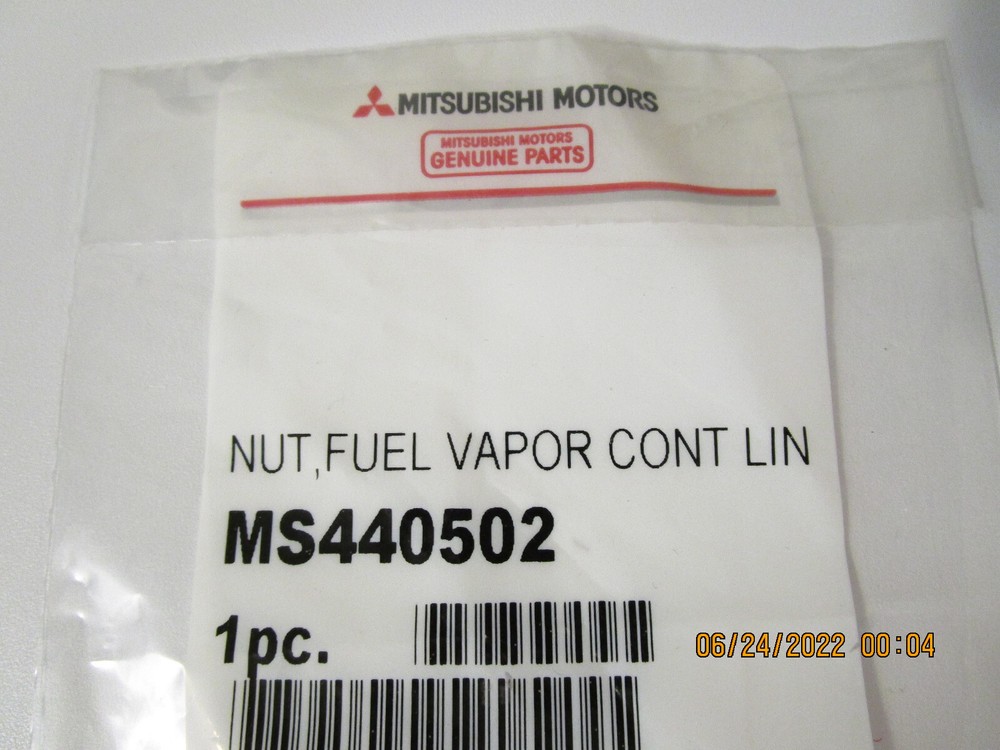 MITSUBISHI MOTORS
MITSUBISHI MOTORS
GENUINE PARTS
NUT,FUEL VAPOR CONT LIN
MS440502
1pc.
06/24/2022 00:04